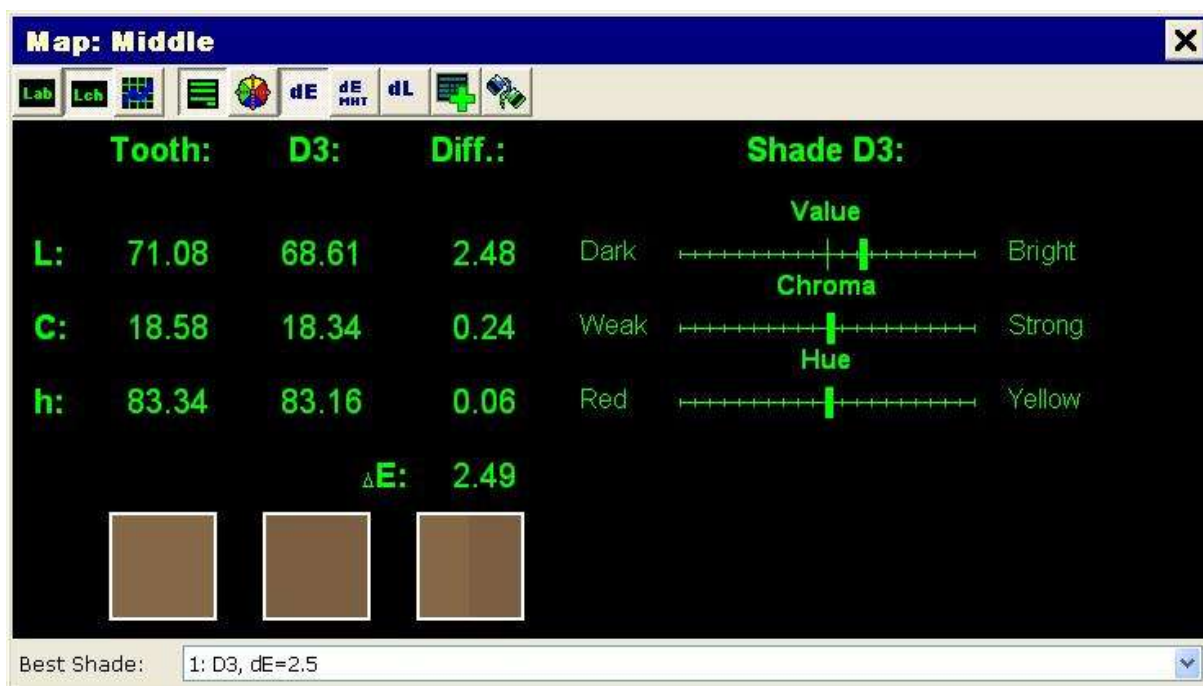 Map: Middle
Lab Lch dE dE MHT dL
Tooth: D3: Diff.: Shade D3:
Value
L: 71.08 68.61 2.48 Dark Bright
Chroma
C: 18.58 18.34 0.24 Weak Strong
Hue
h: 83.34 83.16 0.06 Red Yellow
ΔE: 2.49
Best Shade: 1: D3, dE=2.5